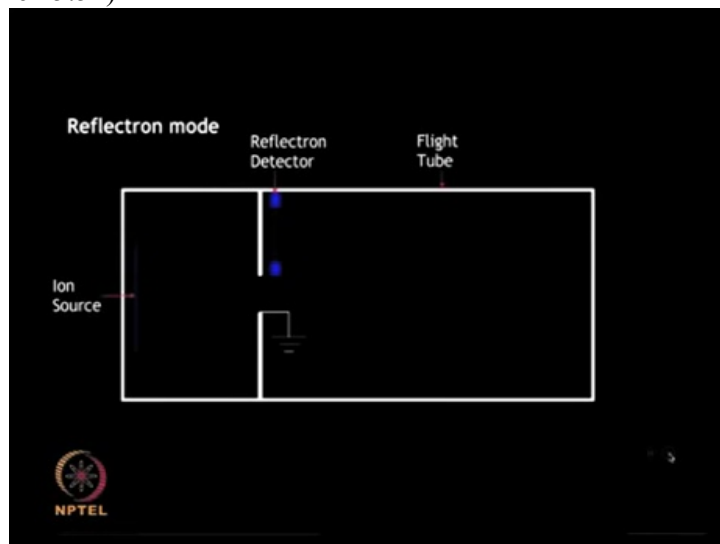 Reflectron mode
Reflectron
Detector
Flight
Tube
Ion
Source
NPTEL